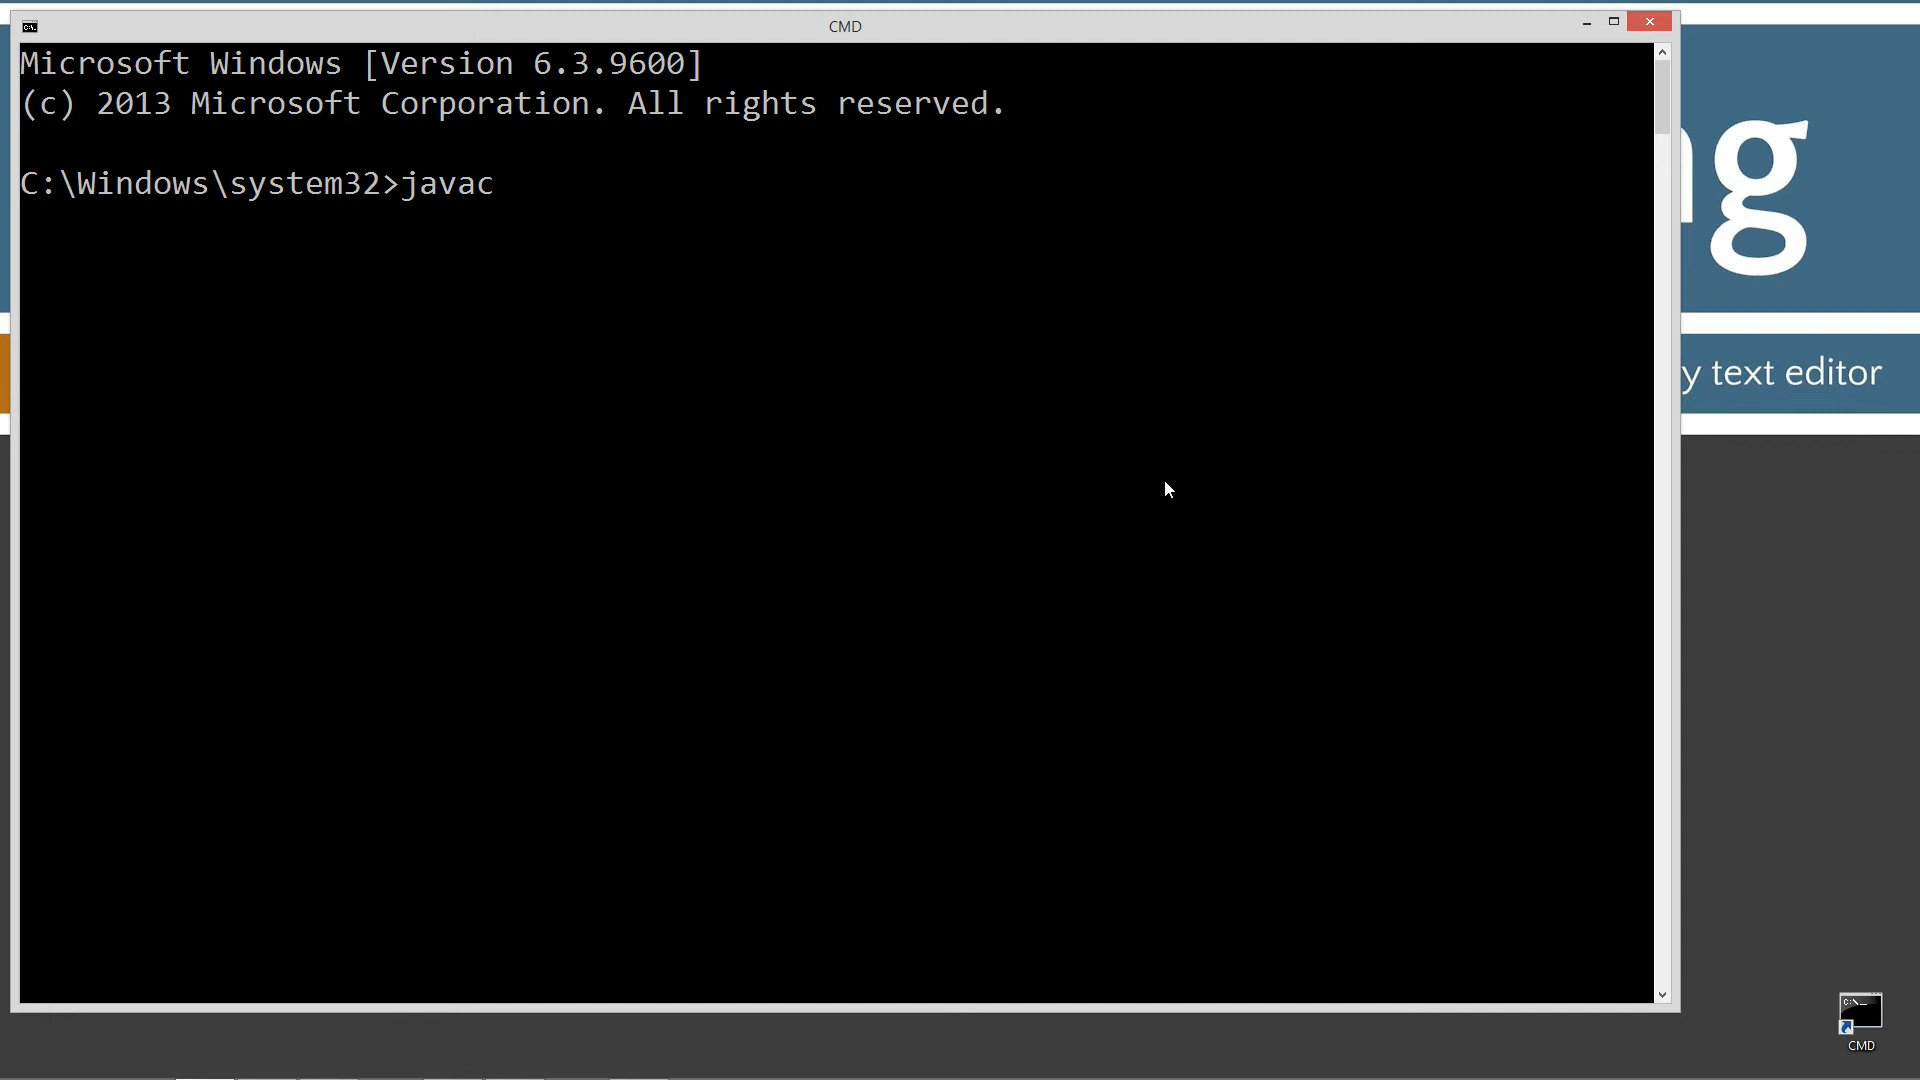 CMD
Microsoft Windows [Version 6.3.9600]
(c) 2013 Microsoft Corporation. All rights reserved.
C:\Windows\system32>javac
g
y text editor
CMD